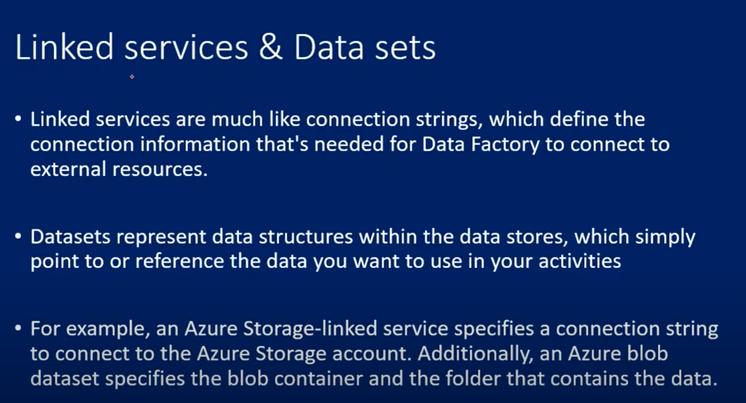 Linked services & Data sets
• Linked services are much like connection strings, which define the
connection information that's needed for Data Factory to connect to
external resources.
• Datasets represent data structures within the data stores, which simply
point to or reference the data you want to use in your activities
• For example, an Azure Storage-linked service specifies a connection string
to connect to the Azure Storage account. Additionally, an Azure blob
dataset specifies the blob container and the folder that contains the data.